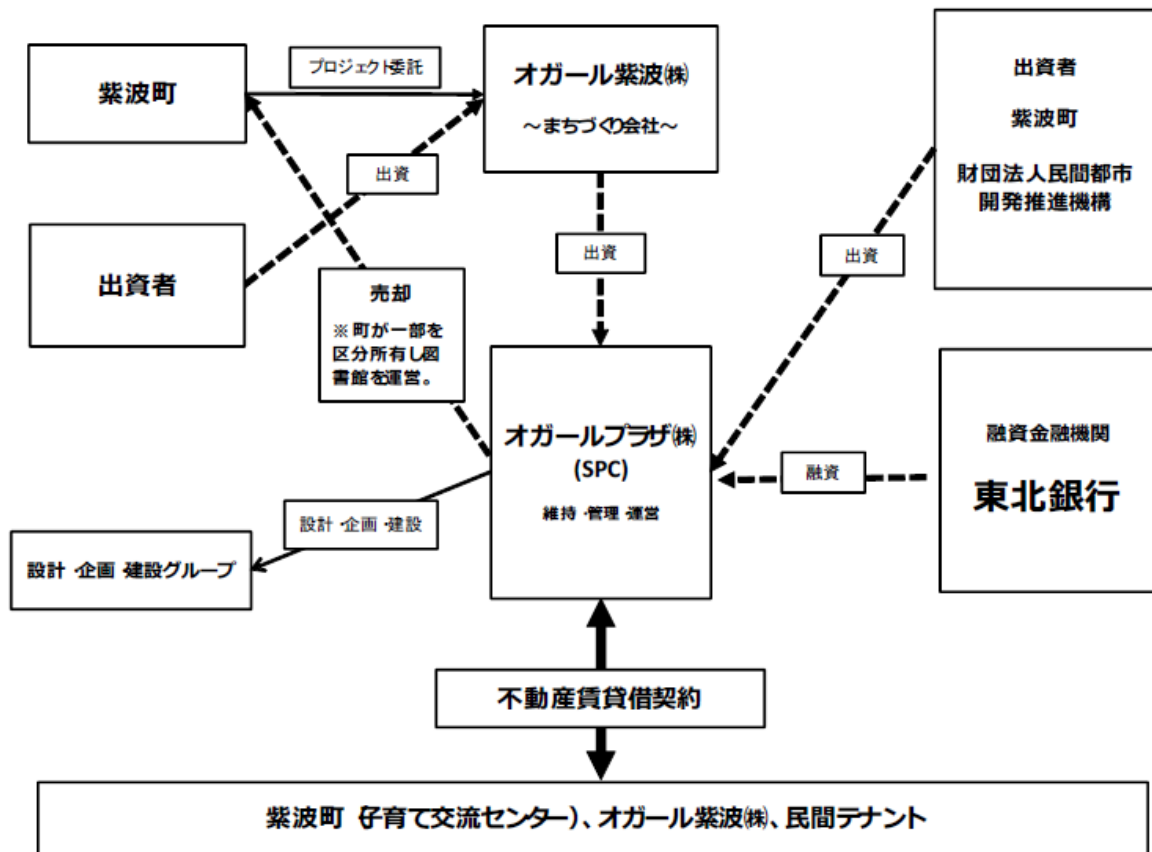 紫波町
プロジェクト委託
オガール紫波㈱
～まちづくり会社～
出資者
紫波町
財団法人民間都市
開発推進機構
出資
出資者
出資
出資
売却
※町が一部を
区分所有し図
書館を運営。
オガールプラザ㈱
(SPC)
維持・管理・運営
融資
融資金融機関
東北銀行
設計・企画・建設
設計・企画・建設グループ
不動産賃貸借契約
紫波町（子育て交流センター）、オガール紫波㈱、民間テナント